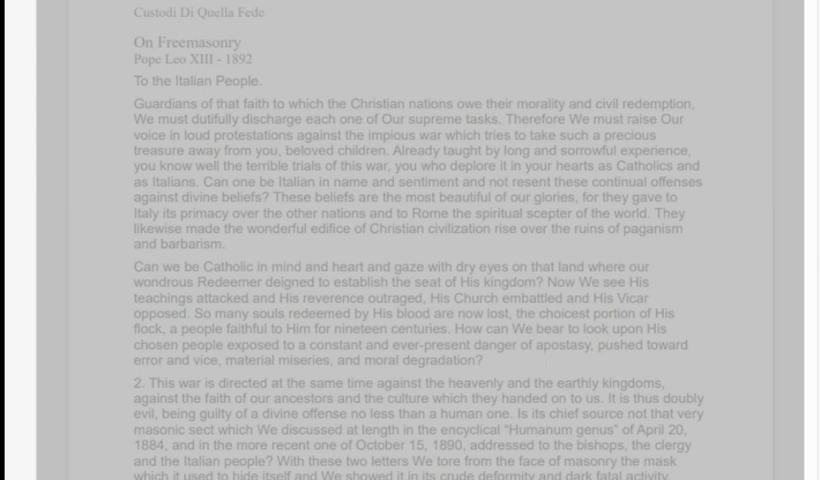 Custodi Di Quella Fede
On Freemasonry
Pope Leo XIII - 1892
To the Italian People.
Guardians of that faith to which the Christian nations owe their morality and civil redemption,
We must dutifully discharge each one of Our supreme tasks. Therefore We must raise Our
voice in loud protestations against the impious war which tries to take such a precious
treasure away from you, beloved children. Already taught by long and sorrowful experience,
you know well the terrible trials of this war, you who deplore it in your hearts as Catholics and
as Italians. Can one be Italian in name and sentiment and not resent these continual offenses
against divine beliefs? These beliefs are the most beautiful of our glories, for they gave to
Italy its primacy over the other nations and to Rome the spiritual scepter of the world. They
likewise made the wonderful edifice of Christian civilization rise over the ruins of paganism
and barbarism.
Can we be Catholic in mind and heart and gaze with dry eyes on that land where our
wondrous Redeemer deigned to establish the seat of His kingdom? Now We see His
teachings attacked and His reverence outraged, His Church embattled and His Vicar
opposed. So many souls redeemed by His blood are now lost, the choicest portion of His
flock, a people faithful to Him for nineteen centuries. How can We bear to look upon His
chosen people exposed to a constant and ever-present danger of apostasy, pushed toward
error and vice, material miseries, and moral degradation?
2. This war is directed at the same time against the heavenly and the earthly kingdoms,
against the faith of our ancestors and the culture which they handed on to us. It is thus doubly
evil, being guilty of a divine offense no less than a human one. Is its chief source not that very
masonic sect which We discussed at length in the encyclical "Humanum genus" of April 20,
1884, and in the more recent one of October 15, 1890, addressed to the bishops, the clergy
and the Italian people? With these two letters We tore from the face of masonry the mask
which it used to hide itself and We showed it in its crude deformity and dark fatal activity.